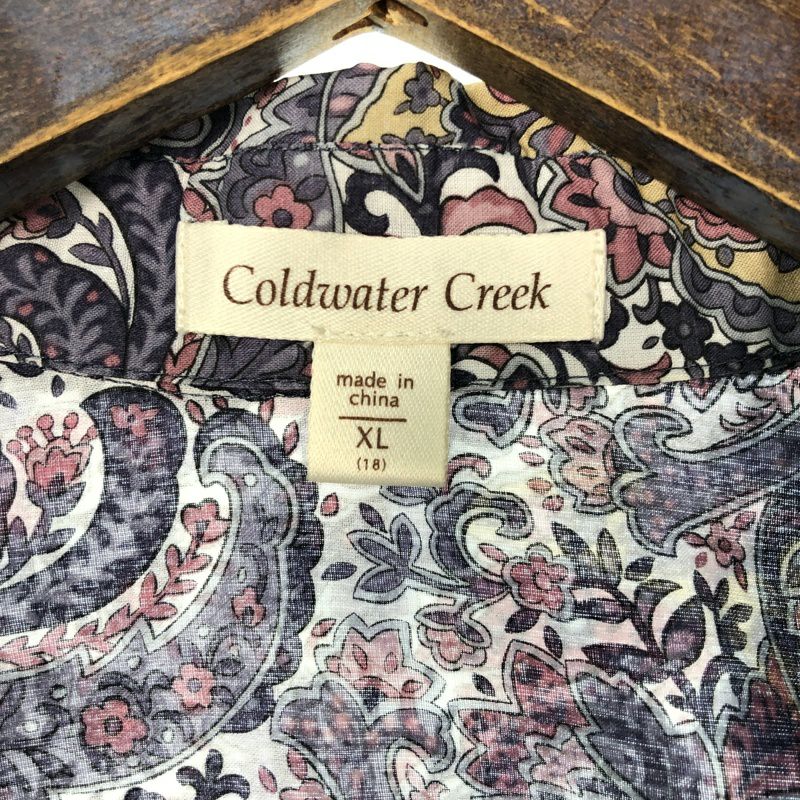 Coldwater Creek
made in
china
XL
(18)